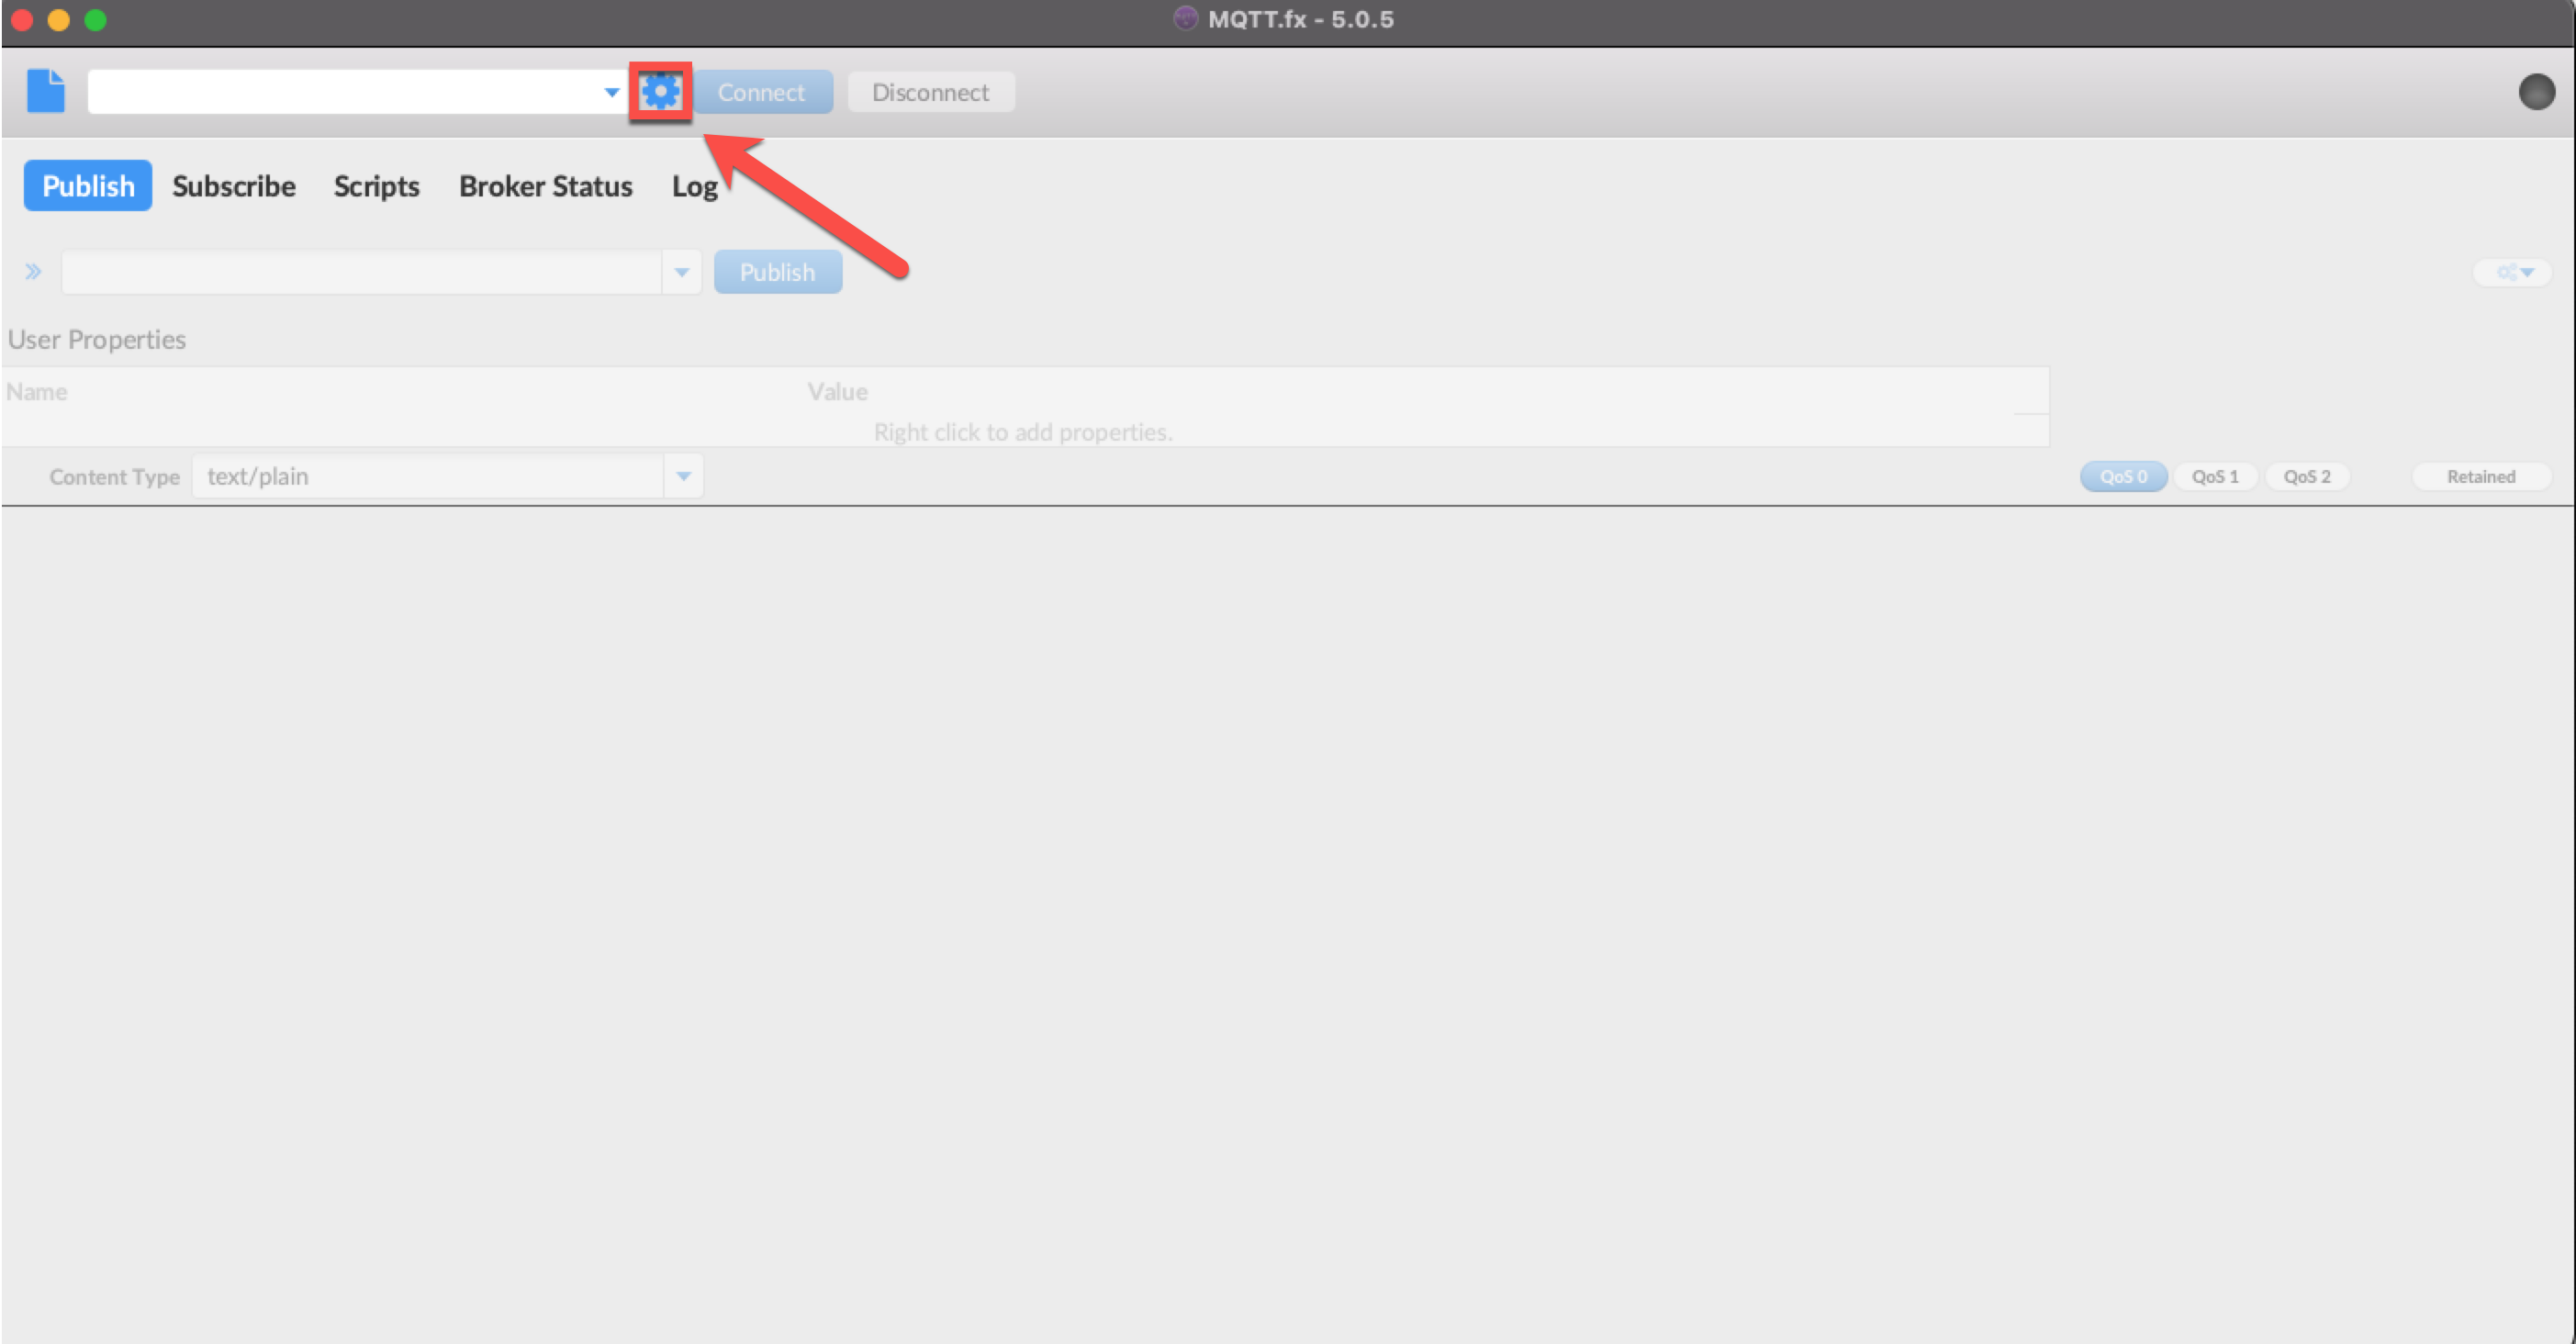 MQTT.fx - 5.0.5
Connect Disconnect
Publish Subscribe Scripts Broker Status Log
Publish
User Properties
Name Value
Right click to add properties.
Content Type text/plain QoS 0 QoS 1 QoS 2 Retained